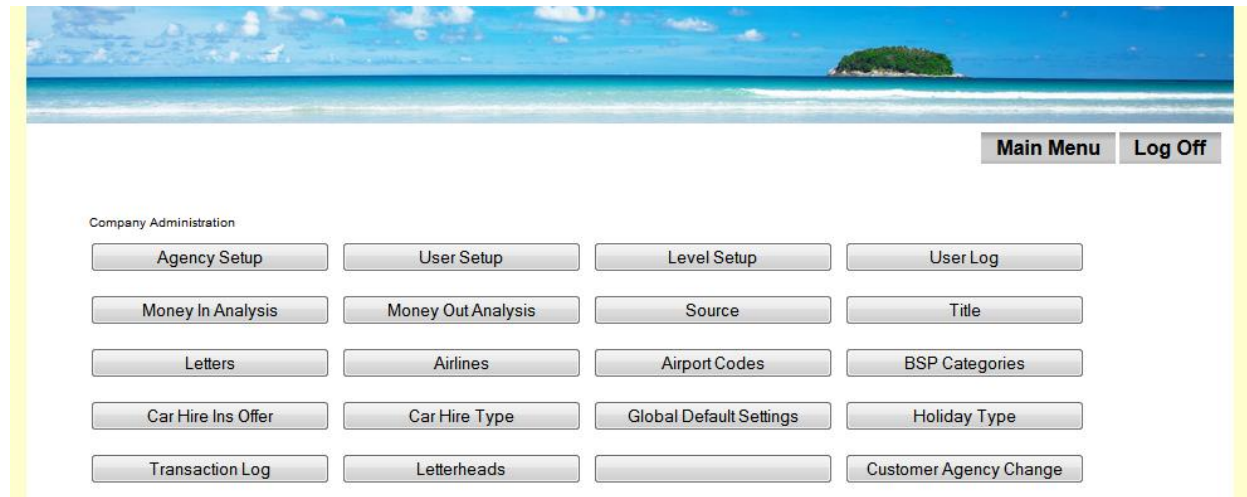 Main Menu Log Off
Company Administration
Agency Setup User Setup Level Setup User Log
Money In Analysis Money Out Analysis Source Title
Letters Airlines Airport Codes BSP Categories
Car Hire Ins Offer Car Hire Type Global Default Settings Holiday Type
Transaction Log Letterheads Customer Agency Change